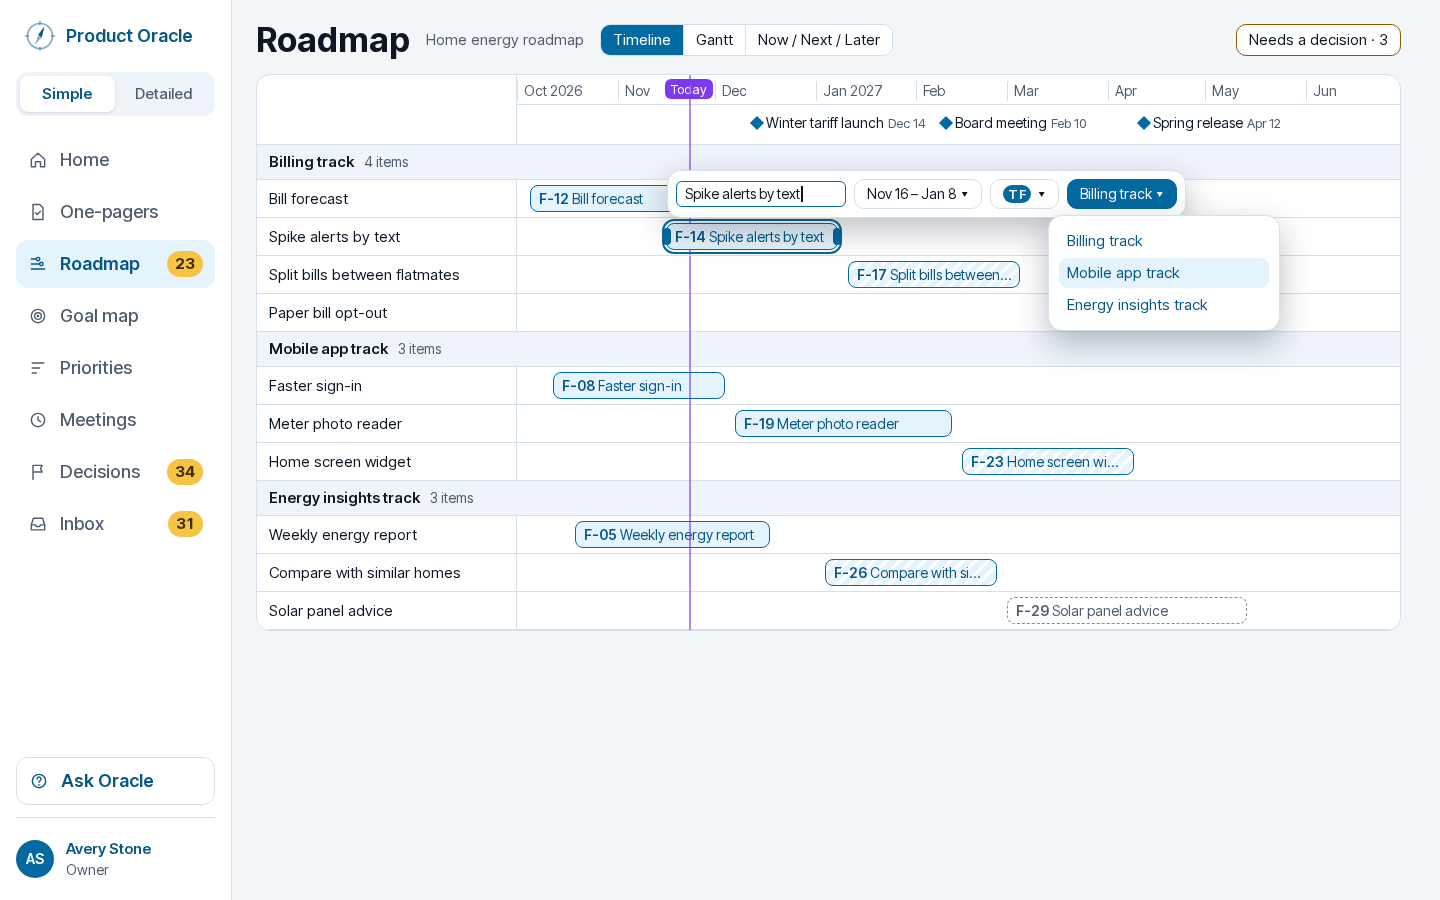 Product Oracle
Simple Detailed
Home
One-pagers
Roadmap 23
Goal map
Priorities
Meetings
Decisions 34
Inbox 31
Ask Oracle
AS Avery Stone
Owner
Roadmap Home energy roadmap Timeline Gantt Now / Next / Later Needs a decision · 3
Oct 2026 Nov Today Dec Jan 2027 Feb Mar Apr May Jun
Winter tariff launch Dec 14 Board meeting Feb 10 Spring release Apr 12
Billing track 4 items
Bill forecast F-12 Bill forecast
Spike alerts by text Nov 16 – Jan 8 TF Billing track
Spike alerts by text F-14 Spike alerts by text
Billing track
Mobile app track
Energy insights track
Split bills between flatmates F-17 Split bills between...
Paper bill opt-out
Mobile app track 3 items
Faster sign-in F-08 Faster sign-in
Meter photo reader F-19 Meter photo reader
Home screen widget F-23 Home screen wi...
Energy insights track 3 items
Weekly energy report F-05 Weekly energy report
Compare with similar homes F-26 Compare with si...
Solar panel advice F-29 Solar panel advice